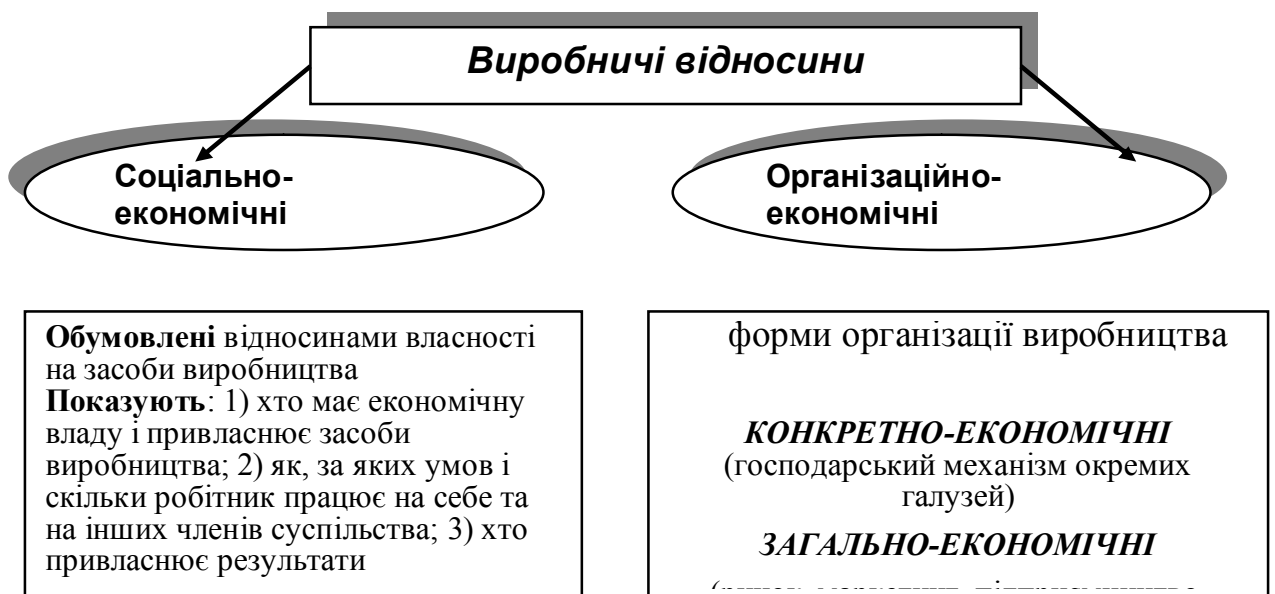 Виробничі відносини
Соціально-
економічні
Організаційно-
економічні
Обумовлені відносинами власності
на засоби виробництва
Показують: 1) хто має економічну
владу і привласнює засоби
виробництва; 2) як, за яких умов і
скільки робітник працює на себе та
на інших членів суспільства; 3) хто
привласнює результати
форми організації виробництва
КОНКРЕТНО-ЕКОНОМІЧНІ
(господарський механізм окремих
галузей)
ЗАГАЛЬНО-ЕКОНОМІЧНІ